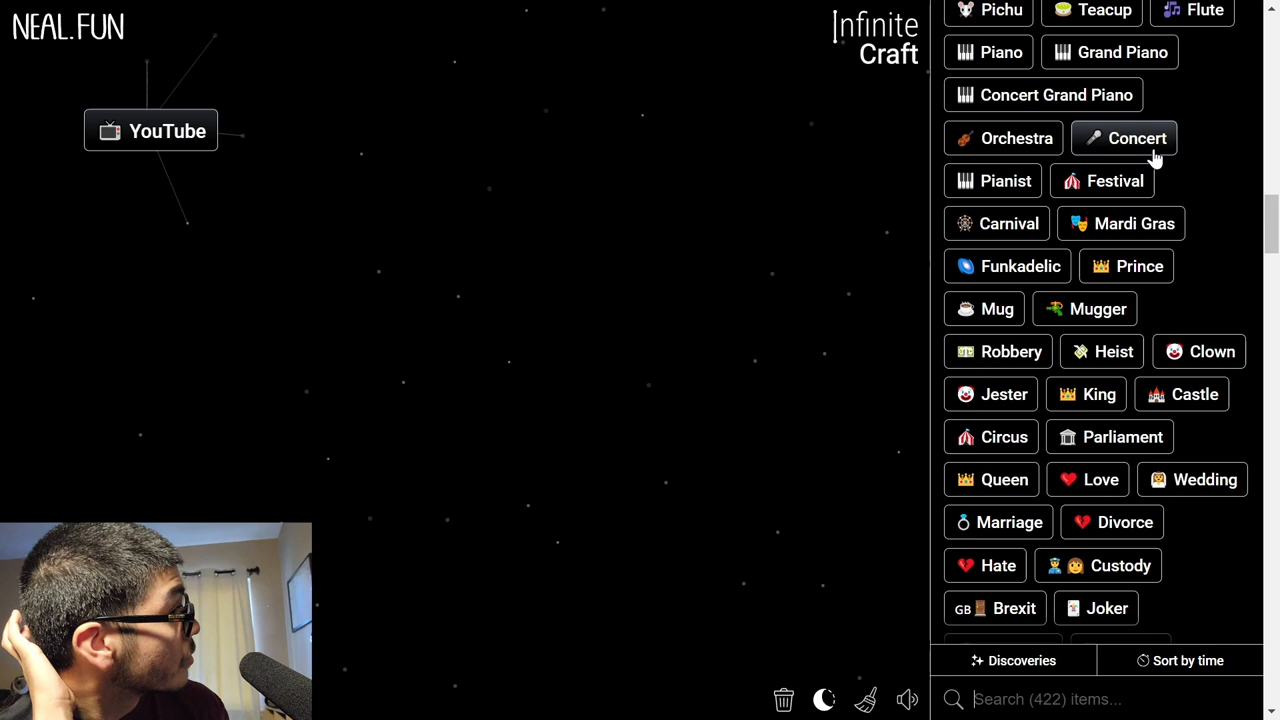 NEAL.FUN
Infinite
Craft
YouTube
Pichu Teacup Flute
Piano Grand Piano
Concert Grand Piano
Orchestra Concert
Pianist Festival
Carnival Mardi Gras
Funkadelic Prince
Mug Mugger
Robbery Heist Clown
Jester King Castle
Circus Parliament
Queen Love Wedding
Marriage Divorce
Hate Custody
GB Brexit Joker
Discoveries Sort by time
Search (422) items...